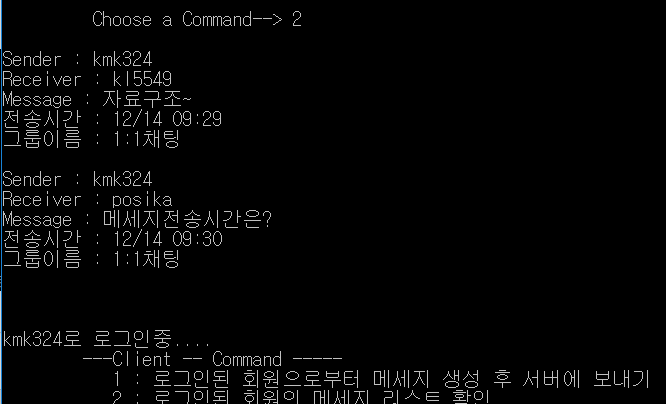 Choose a Command--> 2
Sender : kmk324
Receiver : kl5549
Message : 자료구조~
전송시간 : 12/14 09:29
그룹이름 : 1:1채팅
Sender : kmk324
Receiver : posika
Message : 메세지전송시간은?
전송시간 : 12/14 09:30
그룹이름 : 1:1채팅
kmk324로 로그인중....
---Client -- Command -----
1 : 로그인된 회원으로부터 메세지 생성 후 서버에 보내기
2 : 로그인된 회원의 메세지 리스트 확인